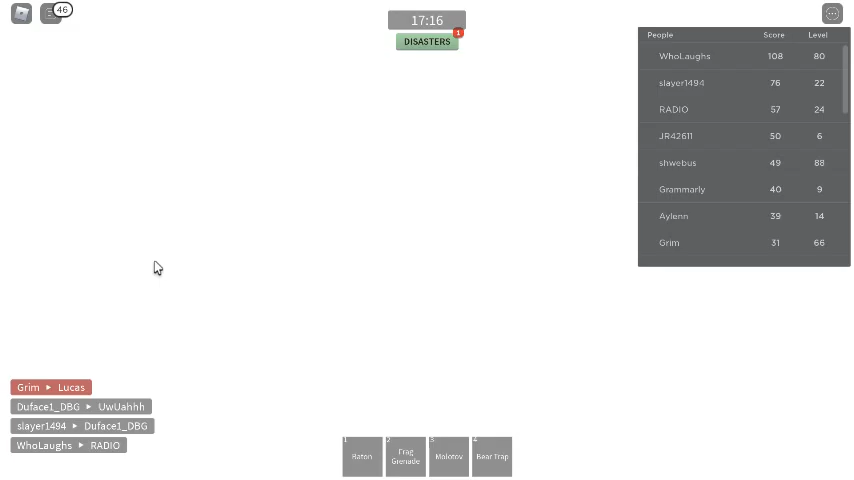 46
17:16
DISASTERS
1
People Score Level
WhoLaughs 108 80
slayer1494 76 22
RADIO 57 24
JR42611 50 6
shwebus 49 88
Grammarly 40 9
Aylenn 39 14
Grim 31 66
Grim ▸ Lucas
Duface1_DBG ▸ UwUahhh
slayer1494 ▸ Duface1_DBG
WhoLaughs ▸ RADIO
1 Baton
2 Frag Grenade
3 Molotov
4 Bear Trap